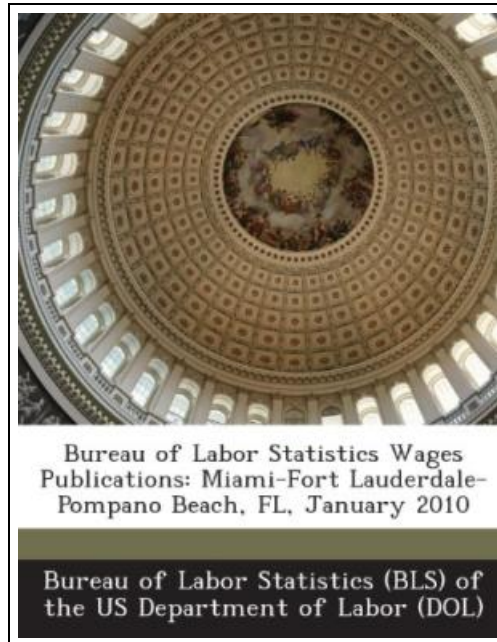 Bureau of Labor Statistics Wages
Publications: Miami-Fort Lauderdale-
Pompano Beach, FL, January 2010
Bureau of Labor Statistics (BLS) of
the US Department of Labor (DOL)